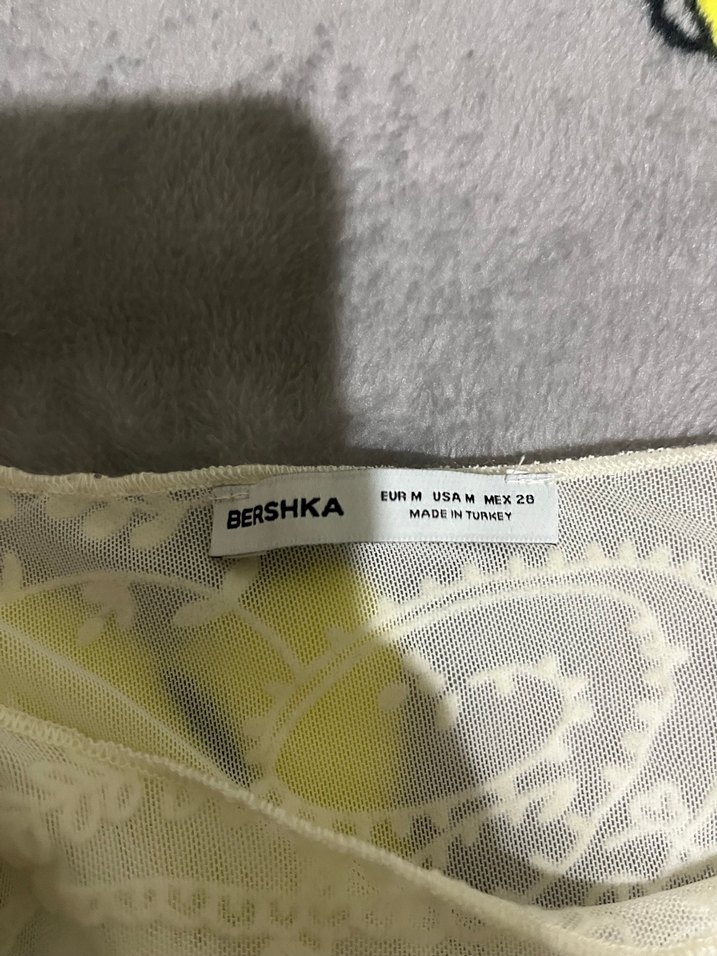 BERSHKA
EUR M USA M MEX 28
MADE IN TURKEY